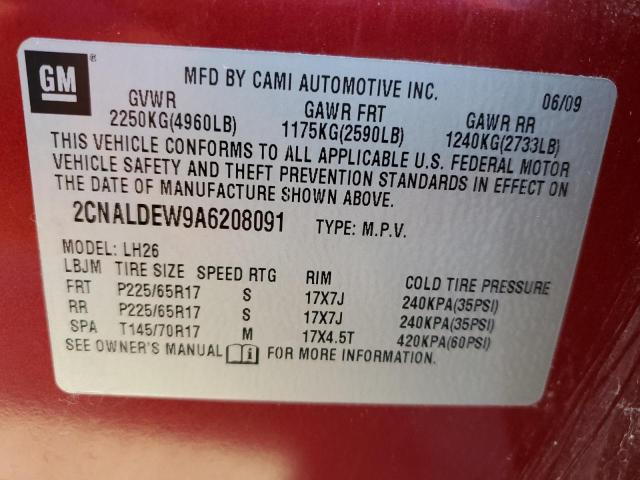 GM
MFD BY CAMI AUTOMOTIVE INC. 06/09
GVWR GAWR FRT GAWR RR
2250KG(4960LB) 1175KG(2590LB) 1240KG(2733LB)
THIS VEHICLE CONFORMS TO ALL APPLICABLE U.S. FEDERAL MOTOR
VEHICLE SAFETY AND THEFT PREVENTION STANDARDS IN EFFECT ON
THE DATE OF MANUFACTURE SHOWN ABOVE.
2CNALDEW9A6208091 TYPE: M.P.V.
MODEL: LH26
LBJM TIRE SIZE SPEED RTG RIM COLD TIRE PRESSURE
FRT P225/65R17 S 17X7J 240KPA(35PSI)
RR P225/65R17 S 17X7J 240KPA(35PSI)
SPA T145/70R17 M 17X4.5T 420KPA(60PSI)
SEE OWNER'S MANUAL FOR MORE INFORMATION.